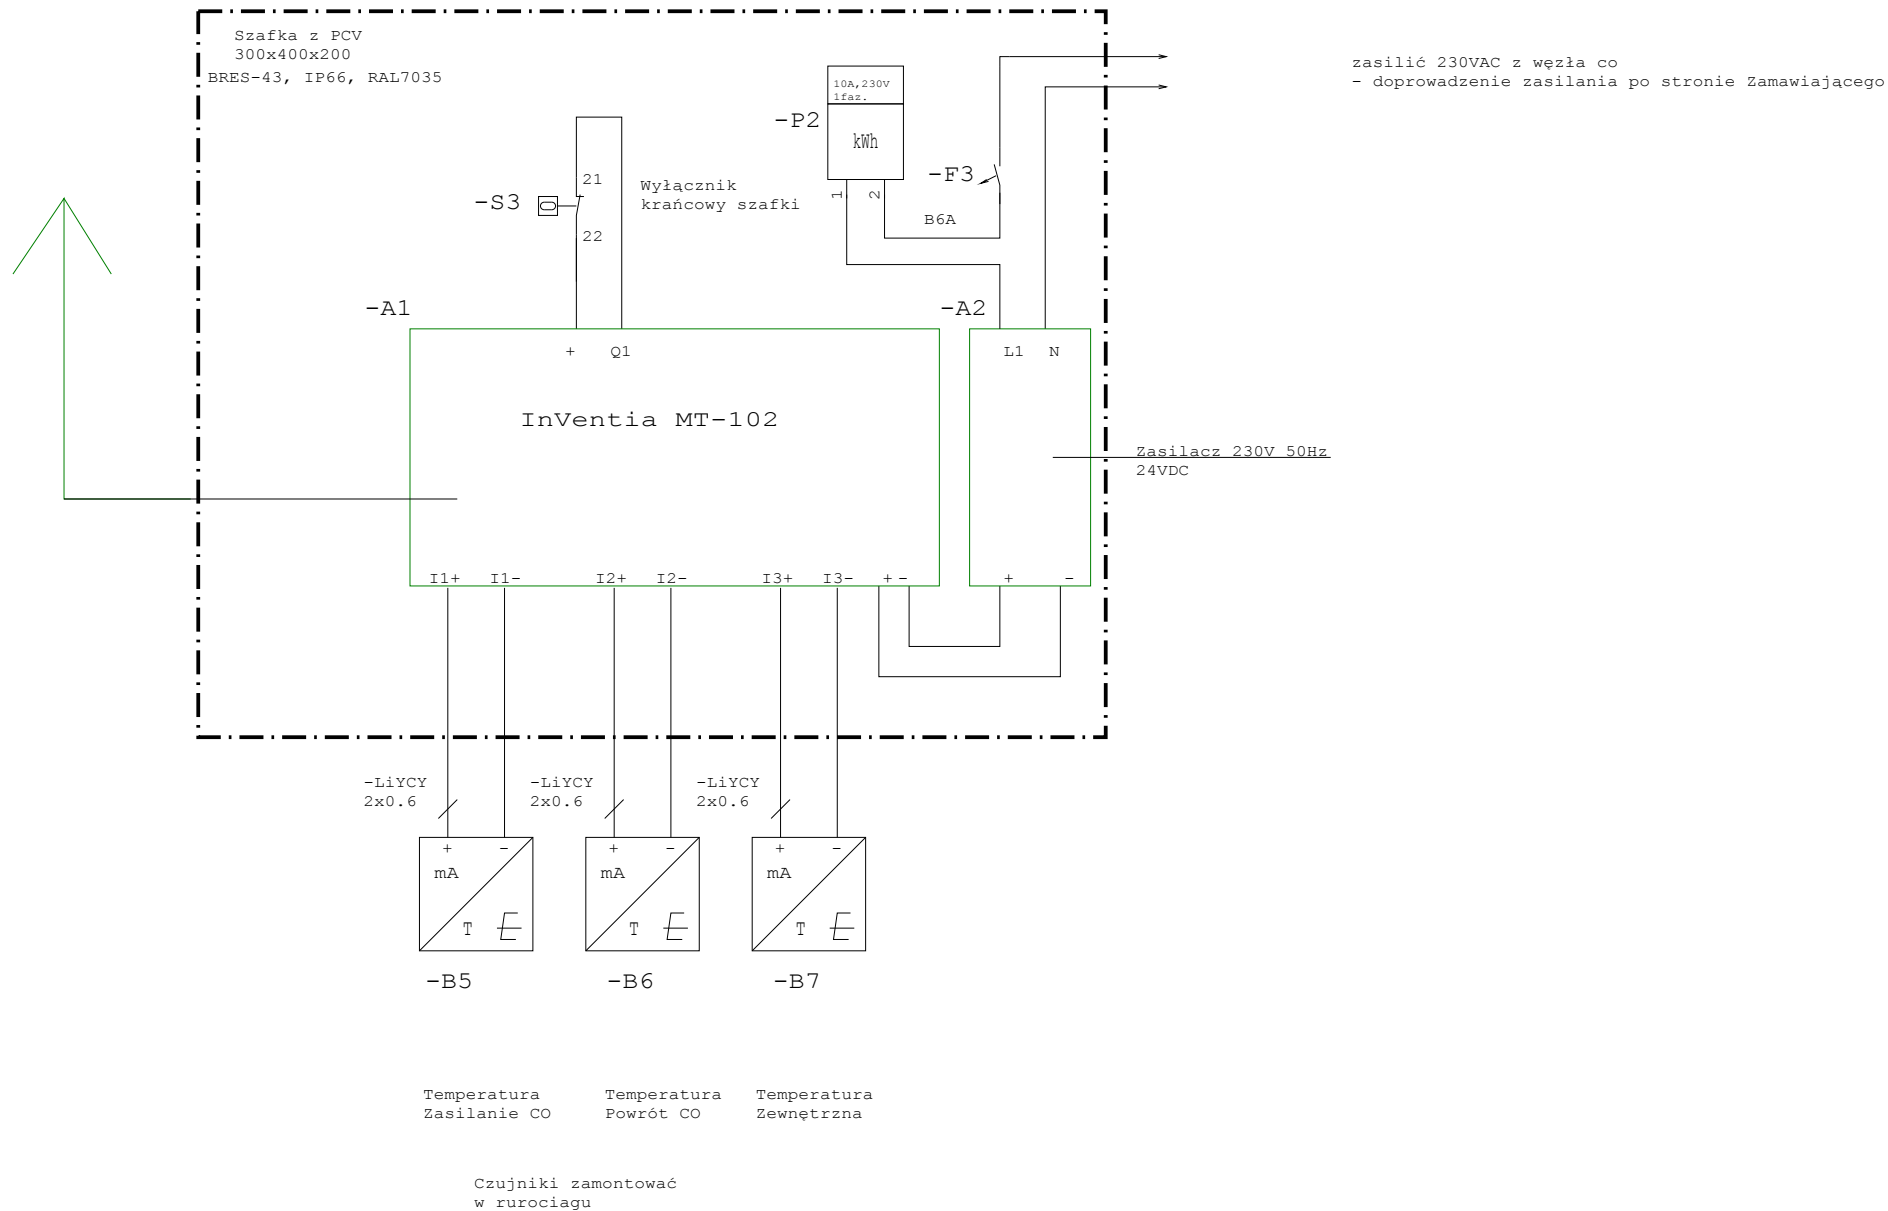 Szafka z PCV
300x400x200
BRES-43, IP66, RAL7035
zasilić 230VAC z węzła co
- doprowadzenie zasilania po stronie Zamawiającego
10A,230V
1faz.
-P2
kWh
1
2
-F3
B6A
-S3
21
22
Wyłącznik
krańcowy szafki
-A1
-A2
+ Q1
L1 N
InVentia MT-102
Zasilacz 230V 50Hz
24VDC
I1+ I1- I2+ I2- I3+ I3- + -
+ -
-LiYCY
2x0.6
-LiYCY
2x0.6
-LiYCY
2x0.6
+ -
mA
T
+ -
mA
T
+ -
mA
T
-B5
-B6
-B7
Temperatura
Zasilanie CO
Temperatura
Powrót CO
Temperatura
Zewnętrzna
Czujniki zamontować
w rurociagu